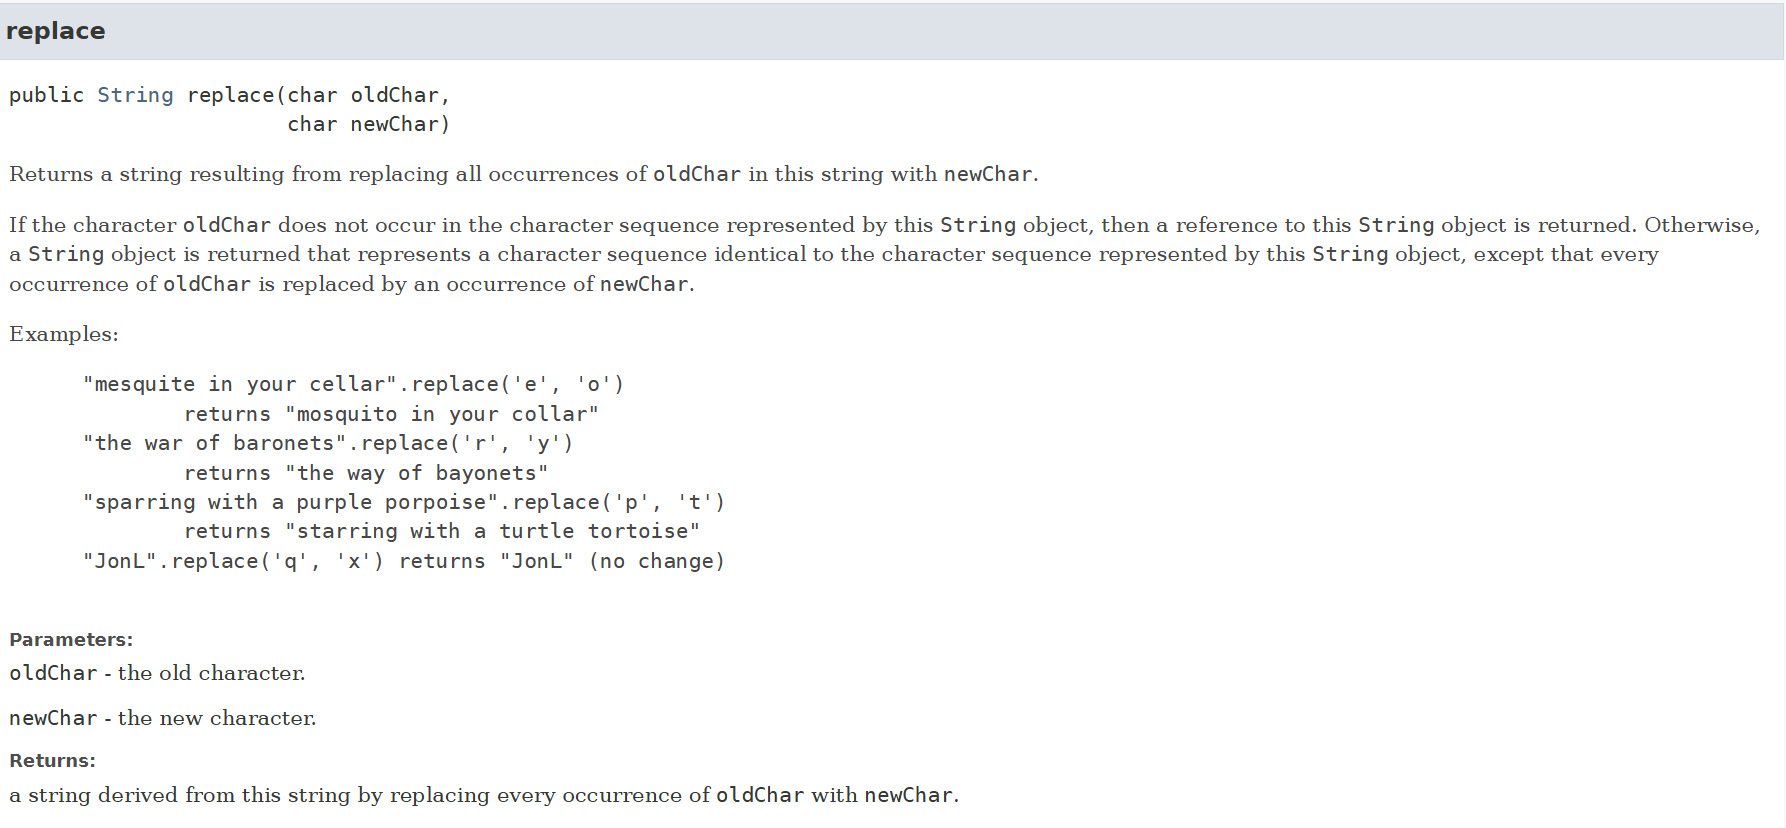 replace
public String replace(char oldChar,
                      char newChar)
Returns a string resulting from replacing all occurrences of oldChar in this string with newChar.
If the character oldChar does not occur in the character sequence represented by this String object, then a reference to this String object is returned. Otherwise,
a String object is returned that represents a character sequence identical to the character sequence represented by this String object, except that every
occurrence of oldChar is replaced by an occurrence of newChar.
Examples:
"mesquite in your cellar".replace('e', 'o')
        returns "mosquito in your collar"
"the war of baronets".replace('r', 'y')
        returns "the way of bayonets"
"sparring with a purple porpoise".replace('p', 't')
        returns "starring with a turtle tortoise"
"JonL".replace('q', 'x') returns "JonL" (no change)
Parameters:
oldChar - the old character.
newChar - the new character.
Returns:
a string derived from this string by replacing every occurrence of oldChar with newChar.